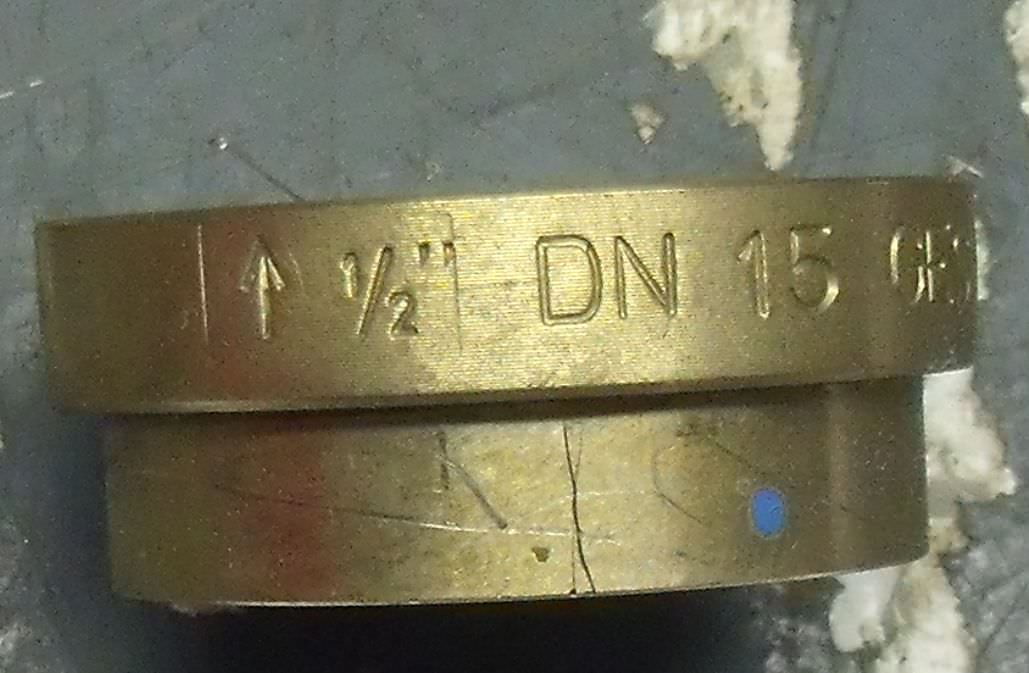 ↑ ½" DN 15